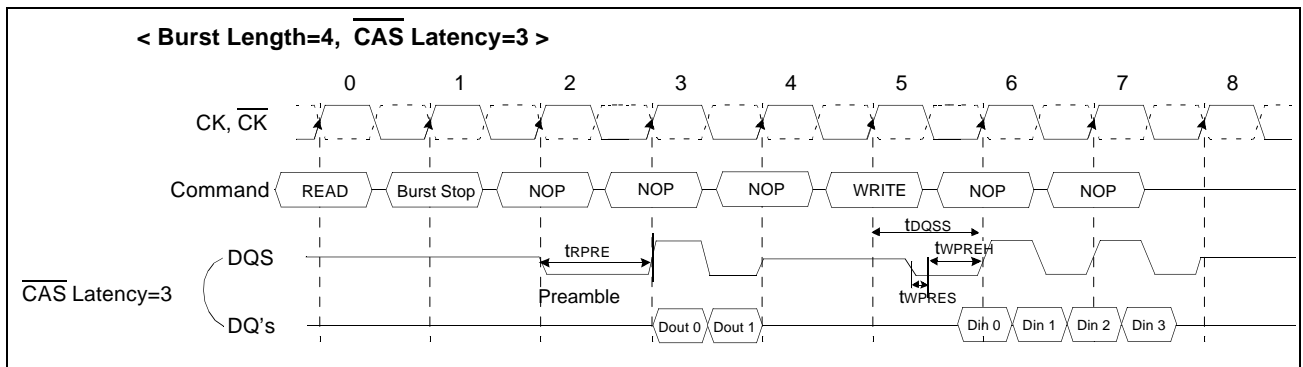 < Burst Length=4, CAS Latency=3 >
0 1 2 3 4 5 6 7 8
CK, CK
Command READ Burst Stop NOP NOP NOP WRITE NOP NOP
tDQSS
DQS tRPRE tWPREH
CAS Latency=3 Preamble tWPRES
DQ's Dout 0 Dout 1 Din 0 Din 1 Din 2 Din 3